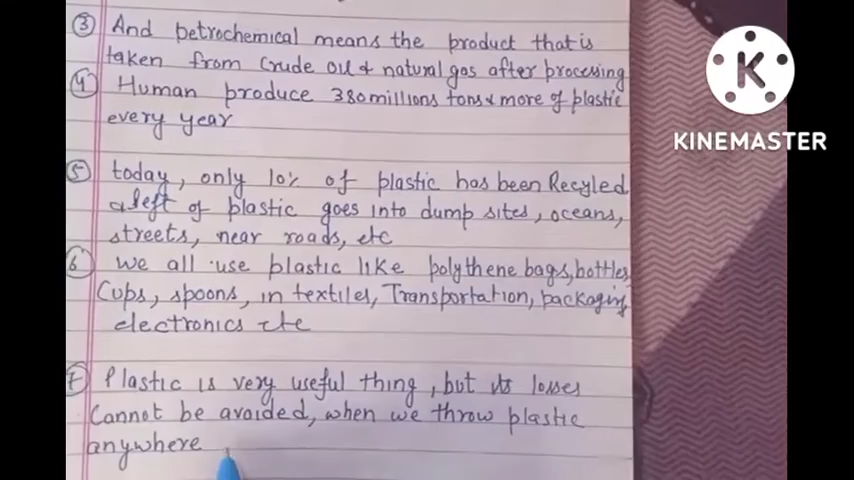 ③ And petrochemical means the product that is
taken from Crude oil & natural gas after processing
④ Human produce 380 millions tons & more of plastic
every year
⑤ today, only 10% of plastic has been Recyled
& left of plastic goes into dump sites, oceans,
streets, near roads, etc
⑥ We all use plastic like polythene bags, bottles,
Cups, spoons, in textiles, Transportation, packaging
electronics etc
⑦ Plastic is very useful thing, but its losses
Cannot be avoided, when we throw plastic
anywhere
K
KINEMASTER